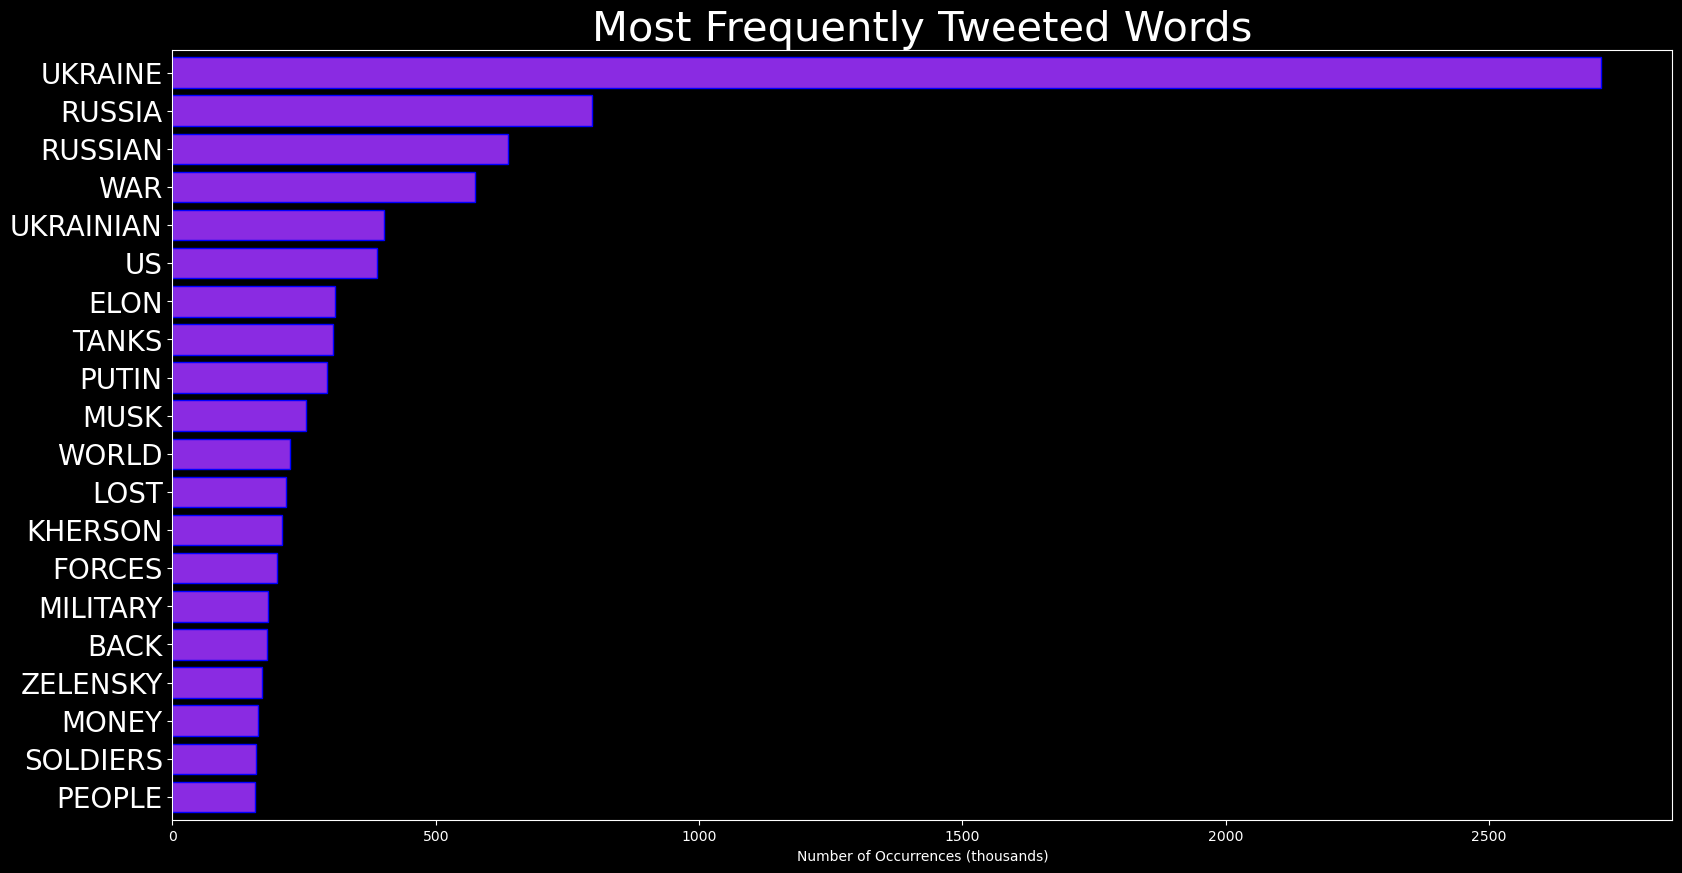 Most Frequently Tweeted Words
UKRAINE
RUSSIA
RUSSIAN
WAR
UKRAINIAN
US
ELON
TANKS
PUTIN
MUSK
WORLD
LOST
KHERSON
FORCES
MILITARY
BACK
ZELENSKY
MONEY
SOLDIERS
PEOPLE
0 500 1000 1500 2000 2500
Number of Occurrences (thousands)